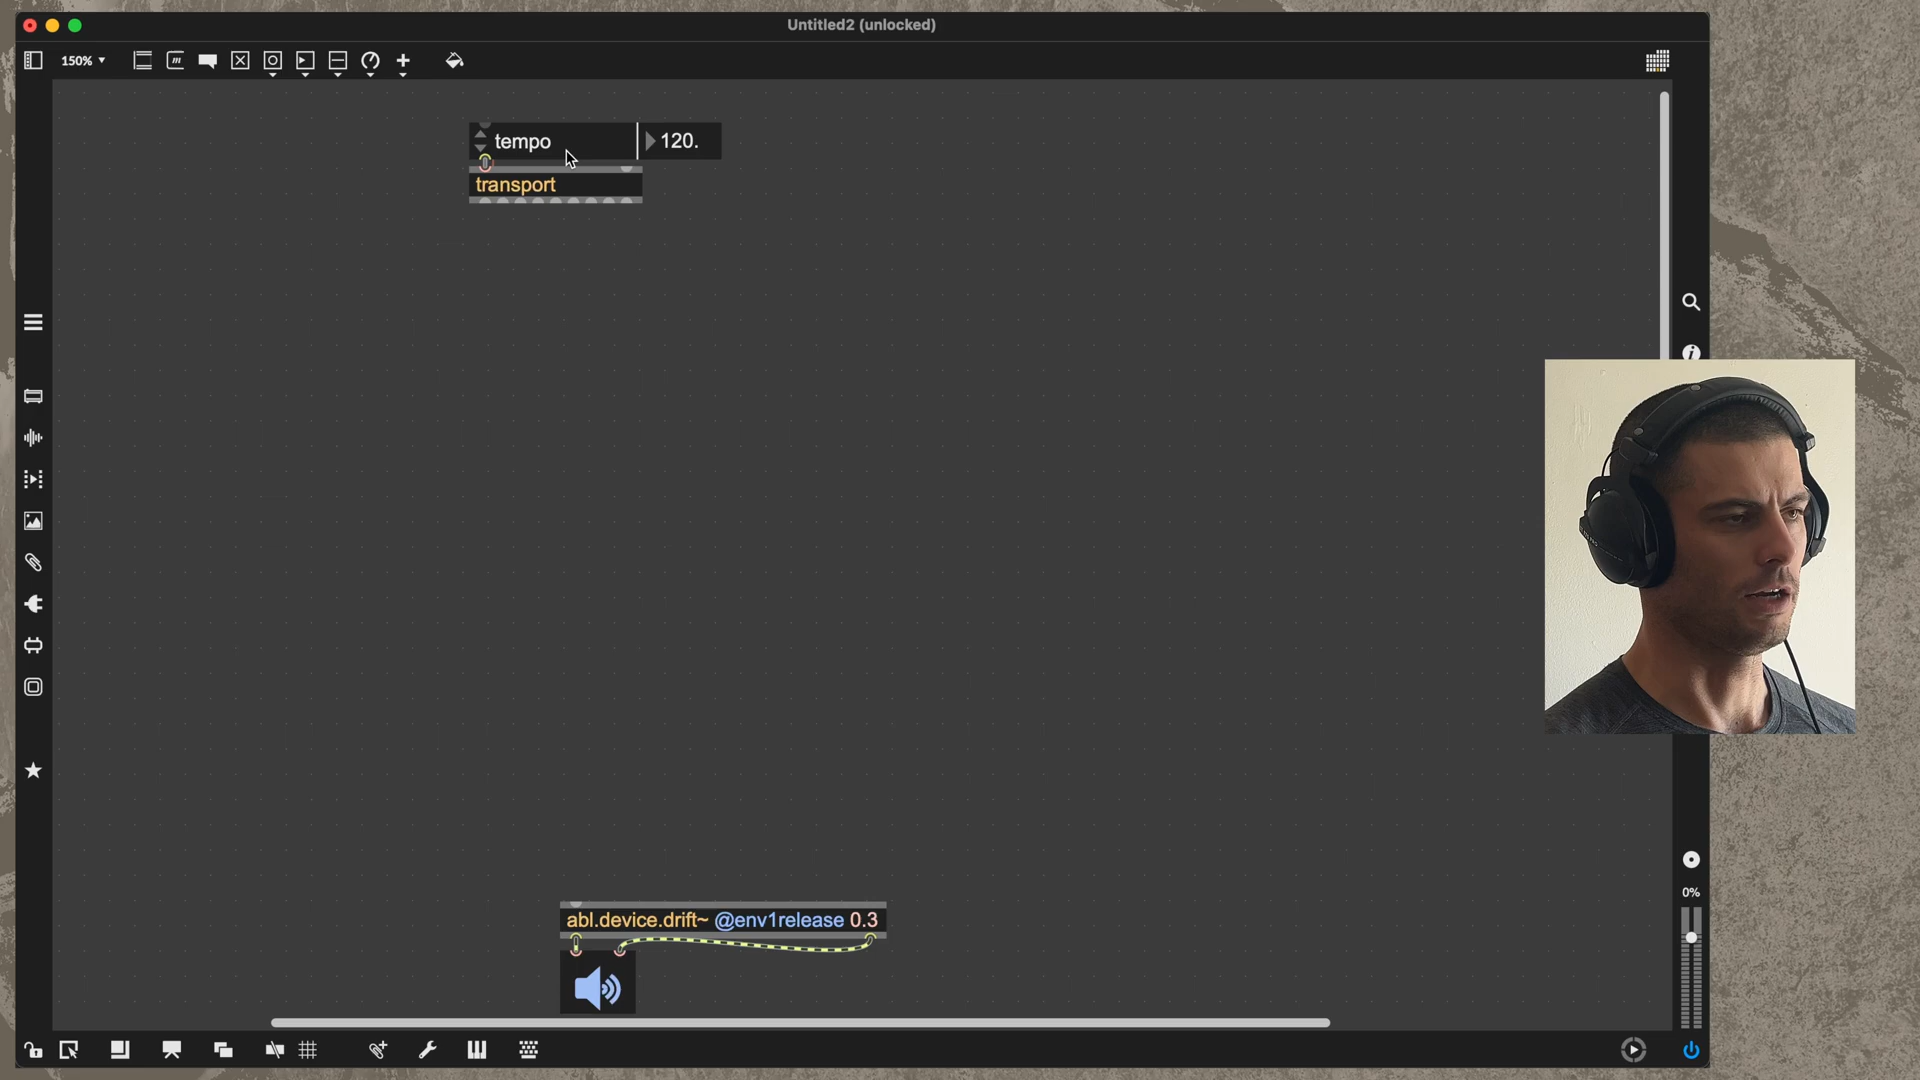 Untitled2 (unlocked)
150%
m
tempo
120.
transport
i
0%
abl.device.drift~ @env1release 0.3